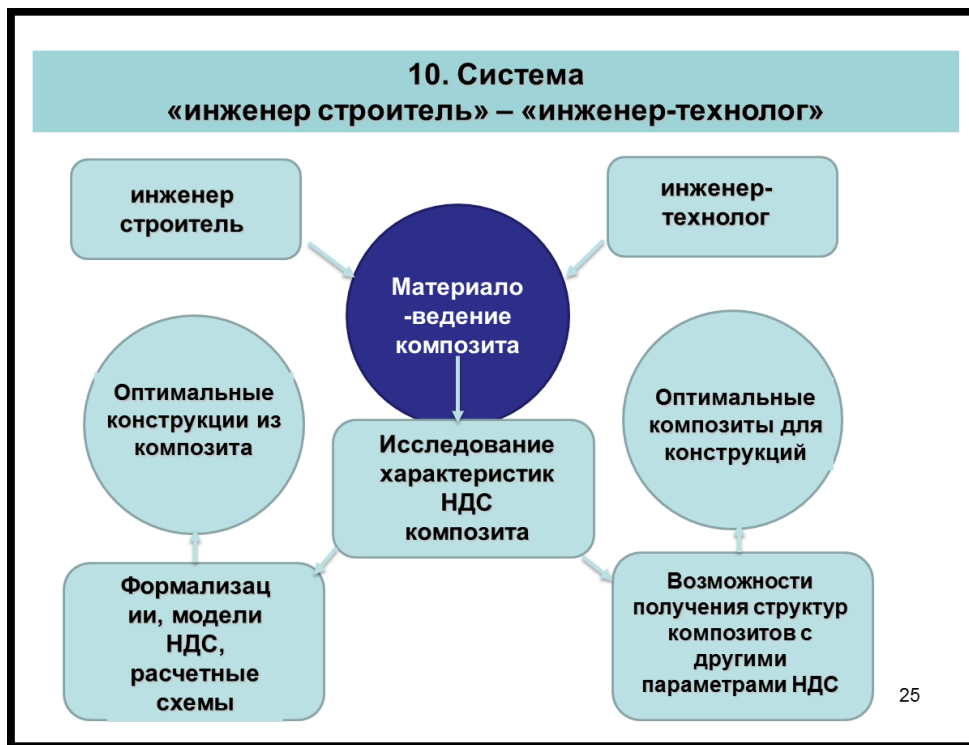 10. Система
«инженер строитель» – «инженер-технолог»
инженер
строитель
инженер-
технолог
Материало
-ведение
композита
Оптимальные
конструкции из
композита
Оптимальные
композиты для
конструкций
Исследование
характеристик
НДС
композита
Формализац
ии, модели
НДС,
расчетные
схемы
Возможности
получения структур
композитов с
другими
параметрами НДС
25